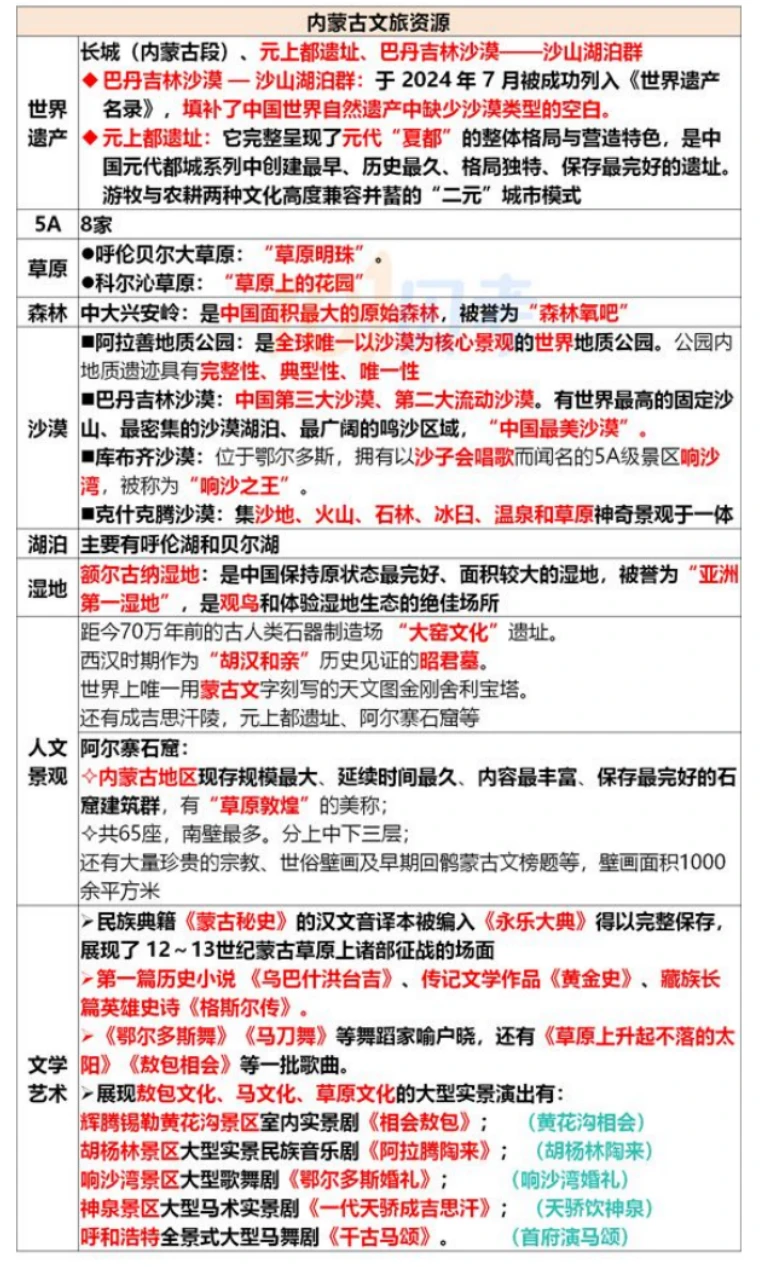 内蒙古文旅资源
世界
遗产
长城（内蒙古段）、元上都遗址、巴丹吉林沙漠——沙山湖泊群
◆巴丹吉林沙漠 — 沙山湖泊群：于 2024 年 7 月被成功列入《世界遗产
名录》，填补了中国世界自然遗产中缺少沙漠类型的空白。
◆元上都遗址：它完整呈现了元代“夏都”的整体格局与营造特色，是中
国元代都城系列中创建最早、历史最久、格局独特、保存最完好的遗址。
游牧与农耕两种文化高度兼容并蓄的“二元”城市模式
5A 8家
草原
●呼伦贝尔大草原：“草原明珠”。
●科尔沁草原：“草原上的花园”
森林 中大兴安岭：是中国面积最大的原始森林，被誉为“森林氧吧”
沙漠
■阿拉善地质公园：是全球唯一以沙漠为核心景观的世界地质公园。公园内
地质遗迹具有完整性、典型性、唯一性
■巴丹吉林沙漠：中国第三大沙漠、第二大流动沙漠。有世界最高的固定沙
山、最密集的沙漠湖泊、最广阔的鸣沙区域，“中国最美沙漠”。
■库布齐沙漠：位于鄂尔多斯，拥有以沙子会唱歌而闻名的5A级景区响沙
湾，被称为“响沙之王”。
■克什克腾沙漠：集沙地、火山、石林、冰臼、温泉和草原神奇景观于一体
湖泊 主要有呼伦湖和贝尔湖
湿地
额尔古纳湿地：是中国保持原状态最完好、面积较大的湿地，被誉为“亚洲
第一湿地”，是观鸟和体验湿地生态的绝佳场所
人文
景观
距今70万年前的古人类石器制造场 “大窑文化”遗址。
西汉时期作为“胡汉和亲”历史见证的昭君墓。
世界上唯一用蒙古文字刻写的天文图金刚舍利宝塔。
还有成吉思汗陵，元上都遗址、阿尔寨石窟等
阿尔寨石窟：
✧内蒙古地区现存规模最大、延续时间最久、内容最丰富、保存最完好的石
窟建筑群，有“草原敦煌”的美称；
✧共65座，南壁最多。分上中下三层；
还有大量珍贵的宗教、世俗壁画及早期回鹘蒙古文榜题等，壁画面积1000
余平方米
文学
艺术
➢民族典籍《蒙古秘史》的汉文音译本被编入《永乐大典》得以完整保存，
展现了 12～13世纪蒙古草原上诸部征战的场面
➢第一篇历史小说 《乌巴什洪台吉》、传记文学作品《黄金史》、藏族长
篇英雄史诗《格斯尔传》。
➢《鄂尔多斯舞》《马刀舞》等舞蹈家喻户晓，还有《草原上升起不落的太
阳》《敖包相会》等一批歌曲。
➢展现敖包文化、马文化、草原文化的大型实景演出有：
辉腾锡勒黄花沟景区室内实景剧《相会敖包》； （黄花沟相会）
胡杨林景区大型实景民族音乐剧《阿拉腾陶来》； （胡杨林陶来）
响沙湾景区大型歌舞剧《鄂尔多斯婚礼》； （响沙湾婚礼）
神泉景区大型马术实景剧《一代天骄成吉思汗》； （天骄饮神泉）
呼和浩特全景式大型马舞剧《千古马颂》。 （首府演马颂）